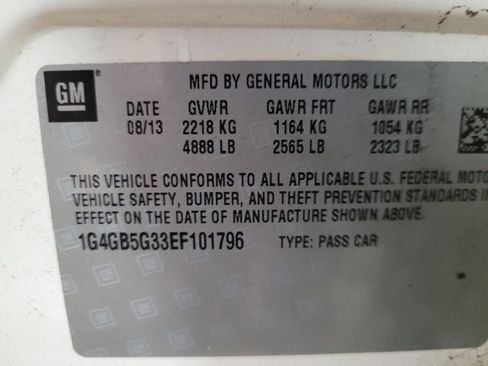 GM
MFD BY GENERAL MOTORS LLC
DATE GVWR GAWR FRT GAWR RR
08/13 2218 KG 1164 KG 1054 KG
4888 LB 2565 LB 2323 LB
THIS VEHICLE CONFORMS TO ALL APPLICABLE U.S. FEDERAL MOTO
VEHICLE SAFETY, BUMPER, AND THEFT PREVENTION STANDARDS IN
EFFECT ON THE DATE OF MANUFACTURE SHOWN ABOVE.
1G4GB5G33EF101796 TYPE: PASS CAR